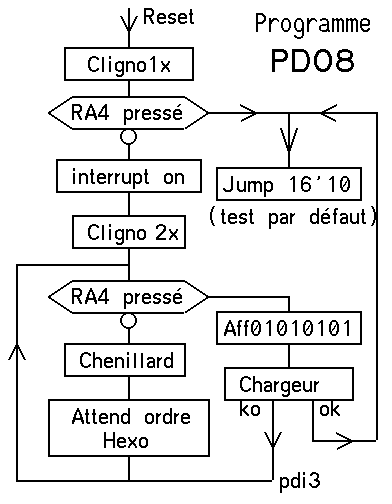 Reset
Programme
PD08
Cligno1x
RA4 pressé
interrupt on
Jump 16'10
(test par défaut)
Cligno 2x
RA4 pressé
Aff01010101
Chenillard
Chargeur
ko ok
Attend ordre
Hexo
pdi3